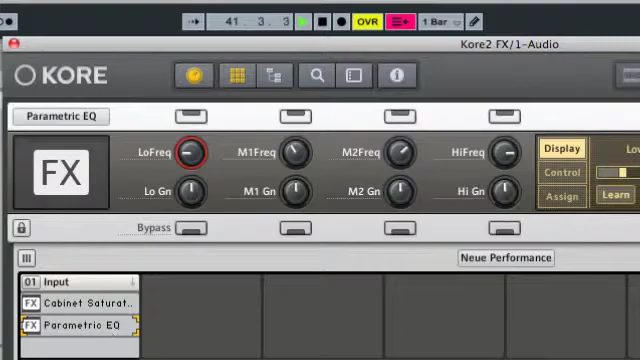 41. 3. 3 OVR 1 Bar
Kore2 FX/1-Audio
KORE
Parametric EQ
LoFreq M1Freq M2Freq HiFreq Display
FX Control
Lo Gn M1 Gn M2 Gn Hi Gn Assign Learn
Bypass
Neue Performance
01 Input
FX Cabinet Saturat..
FX Parametric EQ